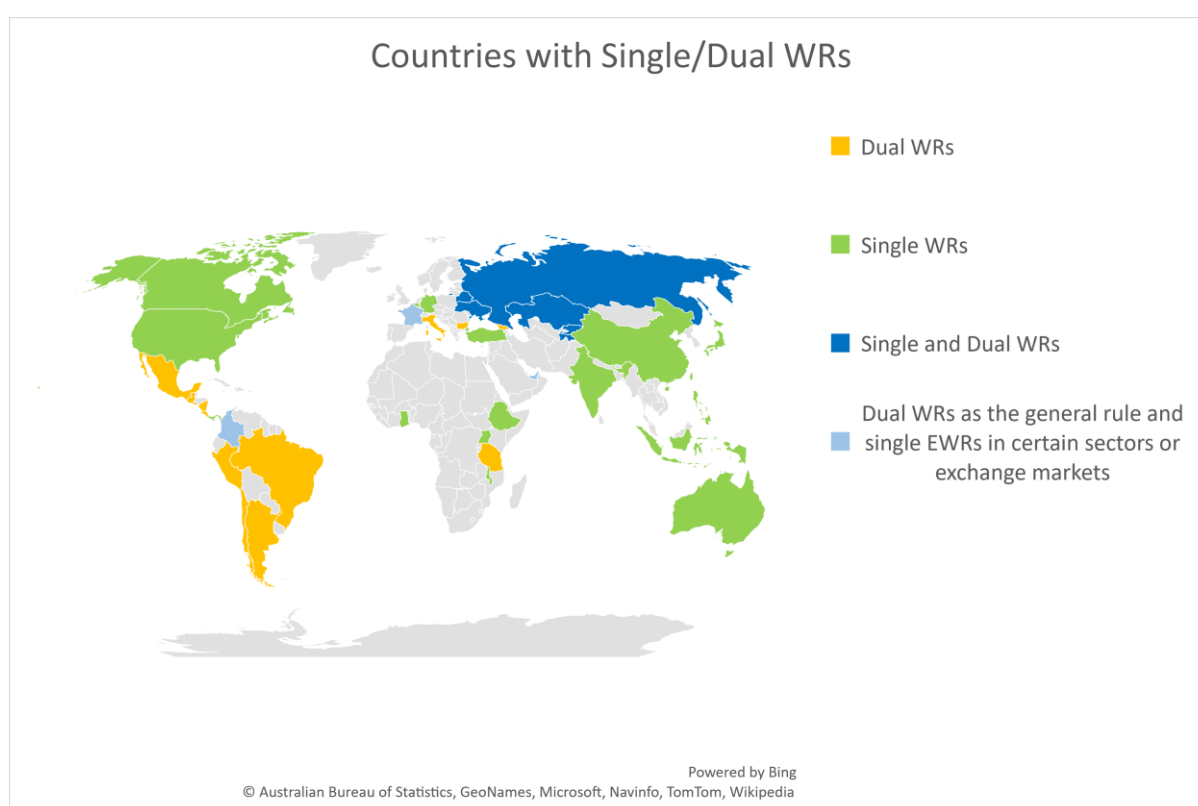 Countries with Single/Dual WRs
Dual WRs
Single WRs
Single and Dual WRs
Dual WRs as the general rule and
single EWRs in certain sectors or
exchange markets
Powered by Bing
© Australian Bureau of Statistics, GeoNames, Microsoft, Navinfo, TomTom, Wikipedia